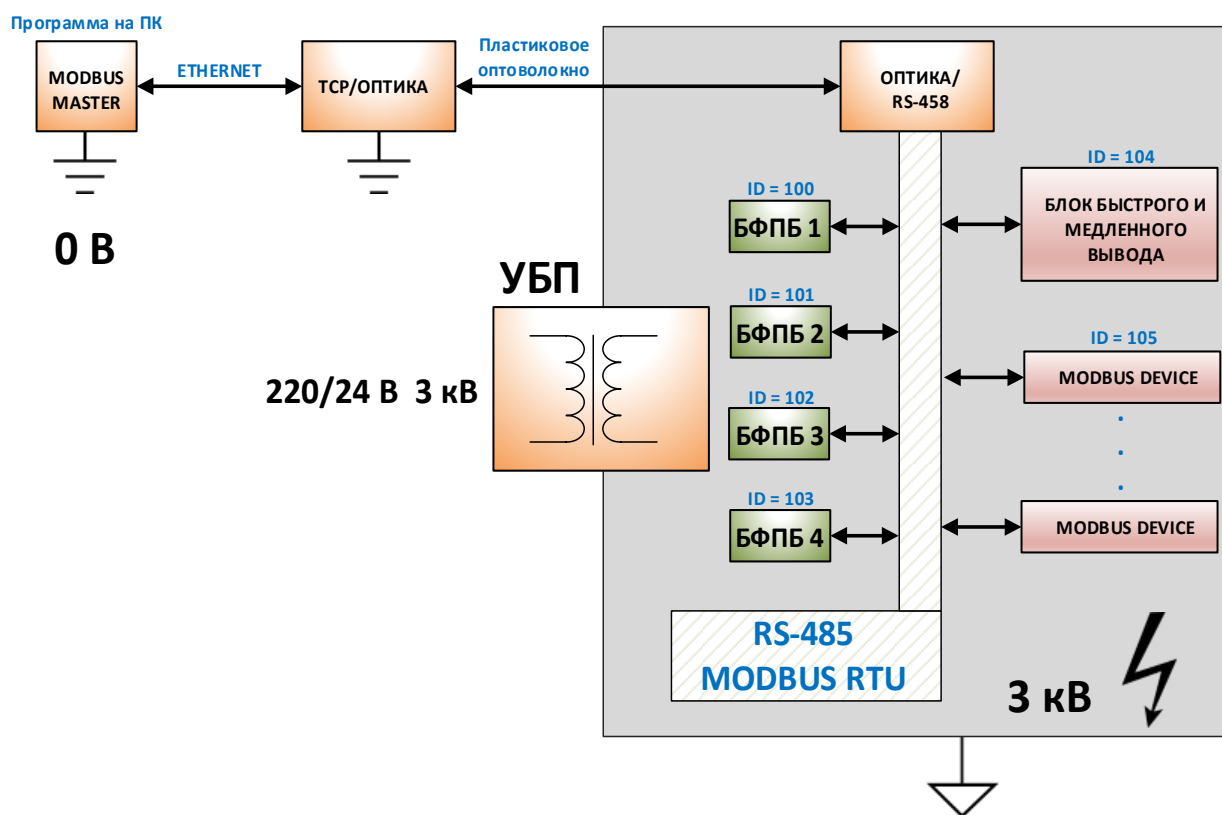 Программа на ПК
MODBUS
MASTER
ETHERNET
TCP/ОПТИКА
Пластиковое
оптоволокно
ОПТИКА/
RS-458
0 В
УБП
220/24 В 3 кВ
ID = 100
БФПБ 1
ID = 101
БФПБ 2
ID = 102
БФПБ 3
ID = 103
БФПБ 4
ID = 104
БЛОК БЫСТРОГО И
МЕДЛЕННОГО
ВЫВОДА
ID = 105
MODBUS DEVICE
.
.
.
MODBUS DEVICE
RS-485
MODBUS RTU
3 кВ